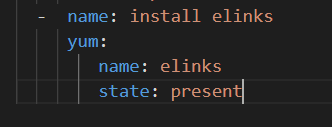 - name: install elinks
yum:
name: elinks
state: present